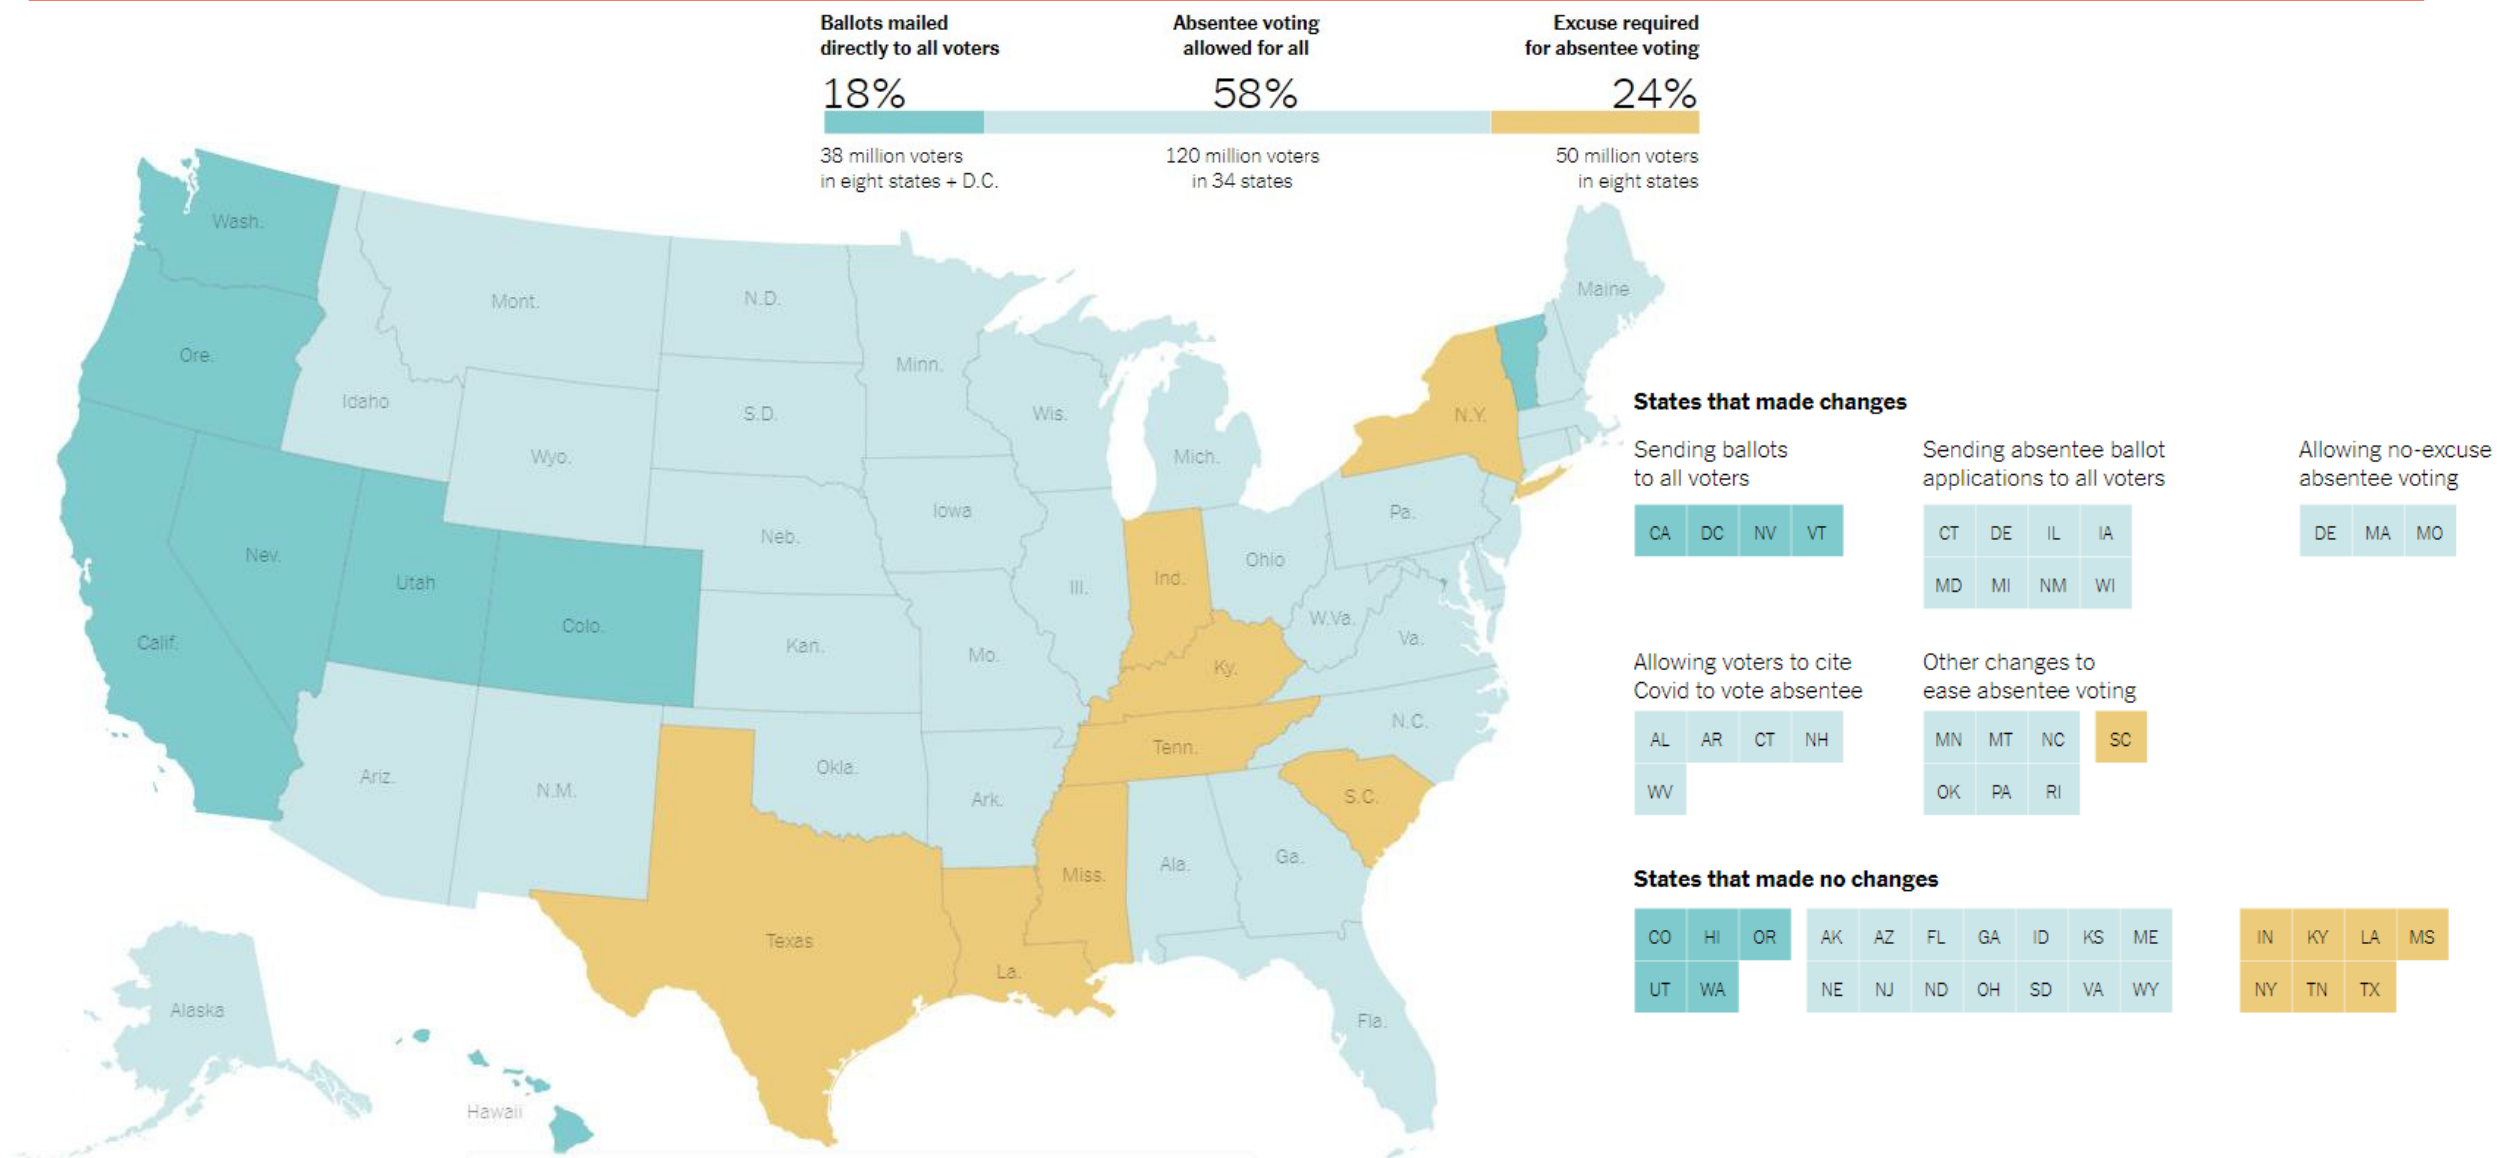 Ballots mailed
directly to all voters
18%
38 million voters
in eight states + D.C.
Absentee voting
allowed for all
58%
120 million voters
in 34 states
Excuse required
for absentee voting
24%
50 million voters
in eight states
Wash.
Ore.
Calif.
Nev.
Idaho
Mont.
Wyo.
Utah
Colo.
Ariz.
N.M.
N.D.
S.D.
Neb.
Kan.
Okla.
Texas
Minn.
Iowa
Mo.
Ark.
La.
Wis.
Ill.
Mich.
Ind.
Ohio
Ky.
Tenn.
Miss.
Ala.
Ga.
Fla.
S.C.
N.C.
Va.
W.Va.
Pa.
N.Y.
Maine
Alaska
Hawaii
States that made changes
Sending ballots
to all voters
CA DC NV VT
Sending absentee ballot
applications to all voters
CT DE IL IA
MD MI NM WI
Allowing no-excuse
absentee voting
DE MA MO
Allowing voters to cite
Covid to vote absentee
AL AR CT NH
WV
Other changes to
ease absentee voting
MN MT NC SC
OK PA RI
States that made no changes
CO HI OR AK AZ FL GA ID KS ME IN KY LA MS
UT WA NE NJ ND OH SD VA WY NY TN TX